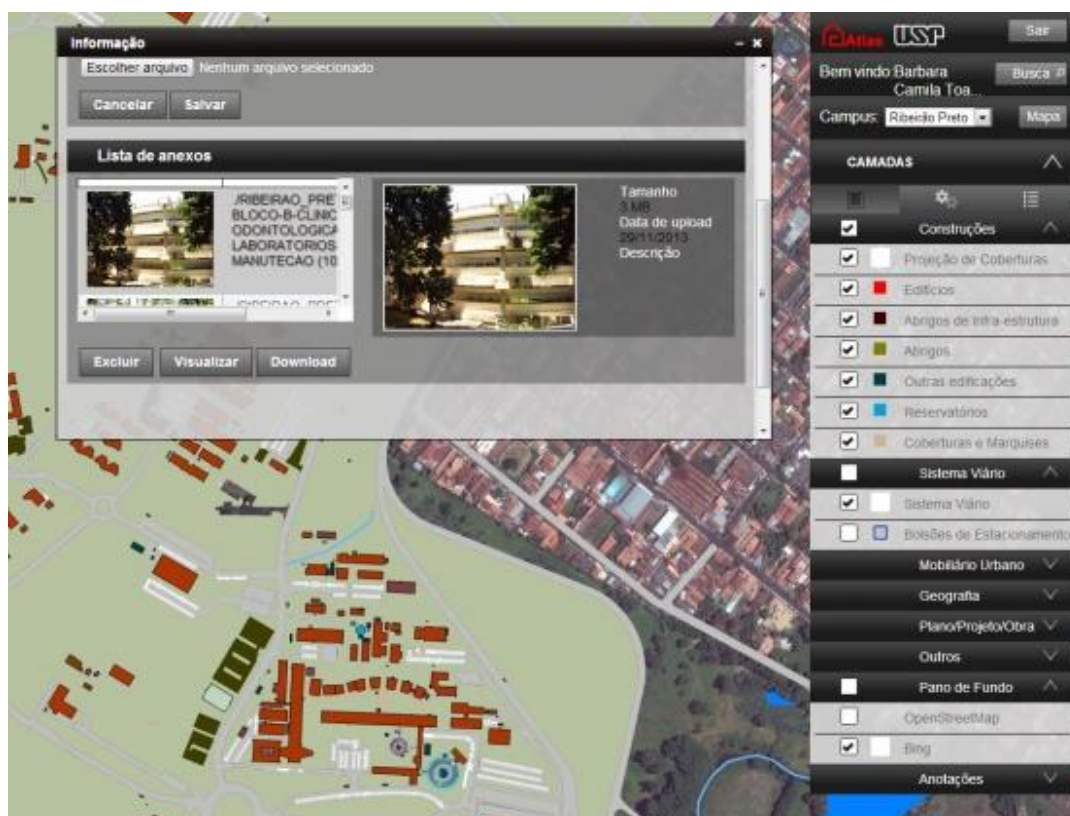 Informação
Escolher arquivo Nenhum arquivo selecionado
Cancelar Salvar
Lista de anexos
/RIBEIRAO_PRE
BLOCO-B-CLINIC
ODONTOLOGICA
LABORATORIOS
MANUTECAO (10
Tamanho
3 MB
Data de upload
29/11/2013
Descrição
Excluir Visualizar Download
Atlas USP Sair
Bem vindo Barbara Busca
Camila Toa...
Campus: Ribeirão Preto Mapa
CAMADAS
Construções
Projeção de Coberturas
Edifícios
Abrigos de Infra-estrutura
Abrigos
Outras edificações
Reservatórios
Coberturas e Marquises
Sistema Viário
Sistema Viário
Bolsões de Estacionamento
Mobiliário Urbano
Geografia
Plano/Projeto/Obra
Outros
Pano de Fundo
OpenStreetMap
Bing
Anotações